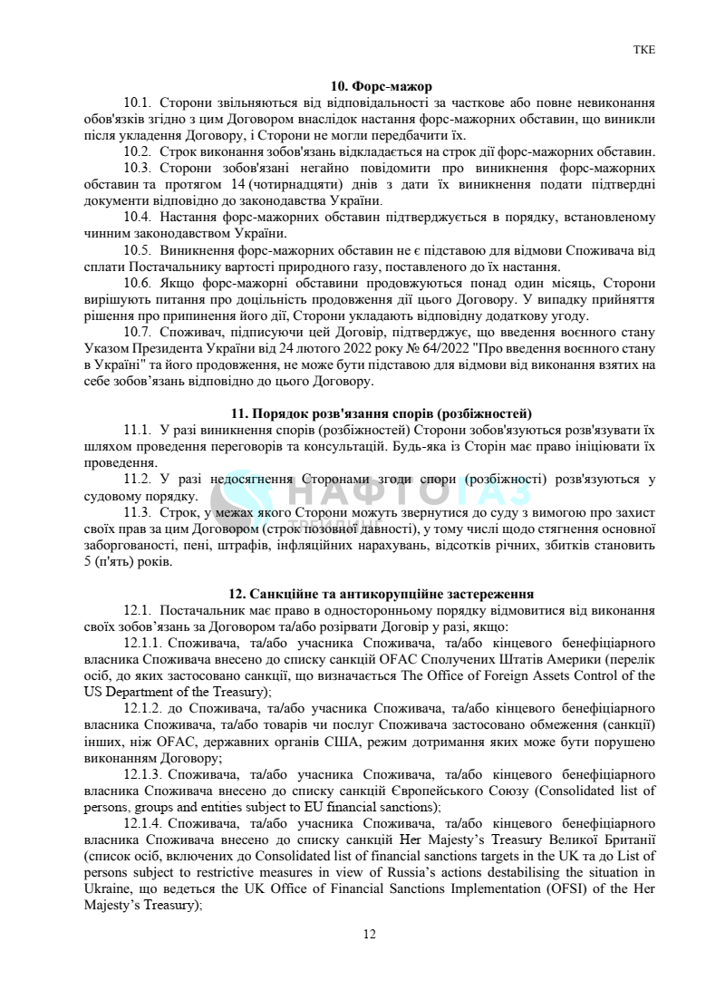 ТКЕ
10. Форс-мажор
10.1. Сторони звільняються від відповідальності за часткове або повне невиконання
обов'язків згідно з цим Договором внаслідок настання форс-мажорних обставин, що виникли
після укладення Договору, і Сторони не могли передбачити їх.
10.2. Строк виконання зобов'язань відкладається на строк дії форс-мажорних обставин.
10.3. Сторони зобов'язані негайно повідомити про виникнення форс-мажорних
обставин та протягом 14 (чотирнадцяти) днів з дати їх виникнення подати підтвердні
документи відповідно до законодавства України.
10.4. Настання форс-мажорних обставин підтверджується в порядку, встановленому
чинним законодавством України.
10.5. Виникнення форс-мажорних обставин не є підставою для відмови Споживача від
сплати Постачальнику вартості природного газу, поставленого до їх настання.
10.6. Якщо форс-мажорні обставини продовжуються понад один місяць, Сторони
вирішують питання про доцільність продовження дії цього Договору. У випадку прийняття
рішення про припинення його дії, Сторони укладають відповідну додаткову угоду.
10.7. Споживач, підписуючи цей Договір, підтверджує, що введення воєнного стану
Указом Президента України від 24 лютого 2022 року № 64/2022 "Про введення воєнного стану
в Україні" та його продовження, не може бути підставою для відмови від виконання взятих на
себе зобов’язань відповідно до цього Договору.
11. Порядок розв'язання спорів (розбіжностей)
11.1. У разі виникнення спорів (розбіжностей) Сторони зобов'язуються розв'язувати їх
шляхом проведення переговорів та консультацій. Будь-яка із Сторін має право ініціювати їх
проведення.
11.2. У разі недосягнення Сторонами згоди спори (розбіжності) розв'язуються у
судовому порядку.
НАФТОГАЗ
ТРЕЙДИНГ
11.3. Строк, у межах якого Сторони можуть звернутися до суду з вимогою про захист
своїх прав за цим Договором (строк позовної давності), у тому числі щодо стягнення основної
заборгованості, пені, штрафів, інфляційних нарахувань, відсотків річних, збитків становить
5 (п'ять) років.
12. Санкційне та антикорупційне застереження
12.1. Постачальник має право в односторонньому порядку відмовитися від виконання
своїх зобов’язань за Договором та/або розірвати Договір у разі, якщо:
12.1.1. Споживача, та/або учасника Споживача, та/або кінцевого бенефіціарного
власника Споживача внесено до списку санкцій OFAC Сполучених Штатів Америки (перелік
осіб, до яких застосовано санкції, що визначається The Office of Foreign Assets Control of the
US Department of the Treasury);
12.1.2. до Споживача, та/або учасника Споживача, та/або кінцевого бенефіціарного
власника Споживача, та/або товарів чи послуг Споживача застосовано обмеження (санкції)
інших, ніж OFAC, державних органів США, режим дотримання яких може бути порушено
виконанням Договору;
12.1.3. Споживача, та/або учасника Споживача, та/або кінцевого бенефіціарного
власника Споживача внесено до списку санкцій Європейського Союзу (Consolidated list of
persons, groups and entities subject to EU financial sanctions);
12.1.4. Споживача, та/або учасника Споживача, та/або кінцевого бенефіціарного
власника Споживача внесено до списку санкцій Her Majesty’s Treasury Великої Британії
(список осіб, включених до Consolidated list of financial sanctions targets in the UK та до List of
persons subject to restrictive measures in view of Russia’s actions destabilising the situation in
Ukraine, що ведеться the UK Office of Financial Sanctions Implementation (OFSI) of the Her
Majesty’s Treasury);
12